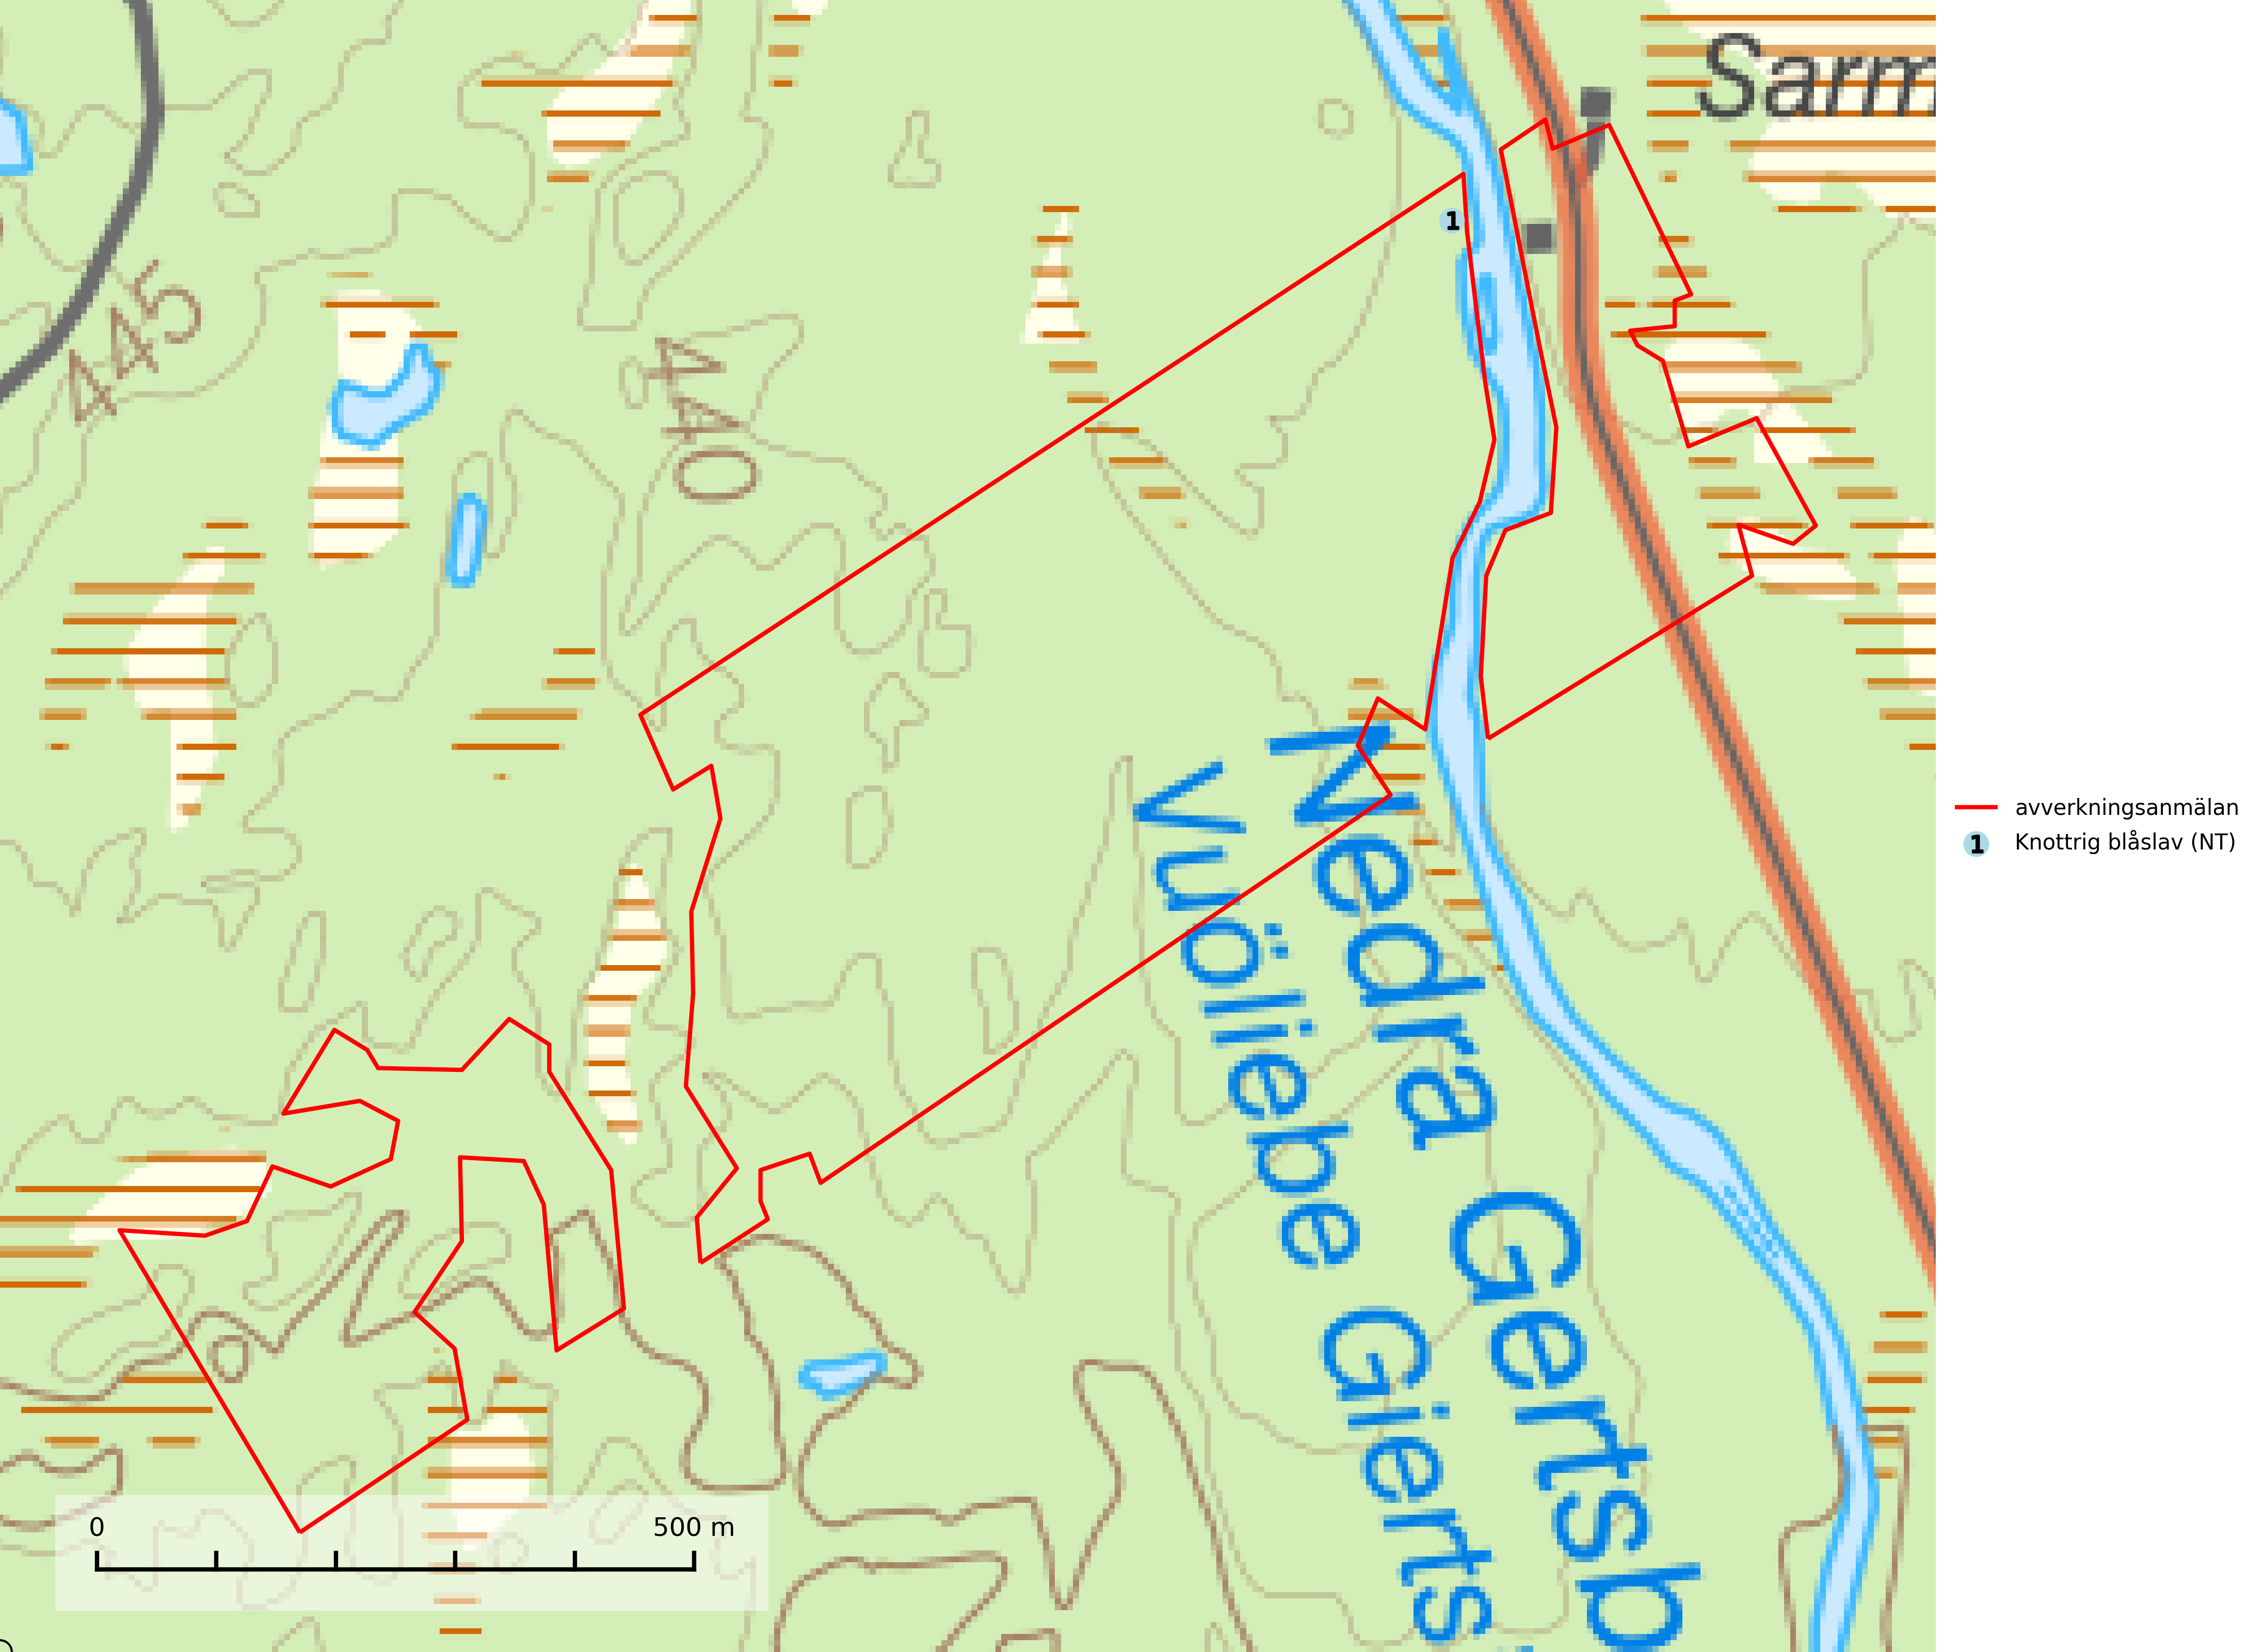 Sarm
1
445
440
Nedra Gertsb
Vuöliebe Gierts
avverkningsanmälan
1 Knottrig blåslav (NT)
0 500 m